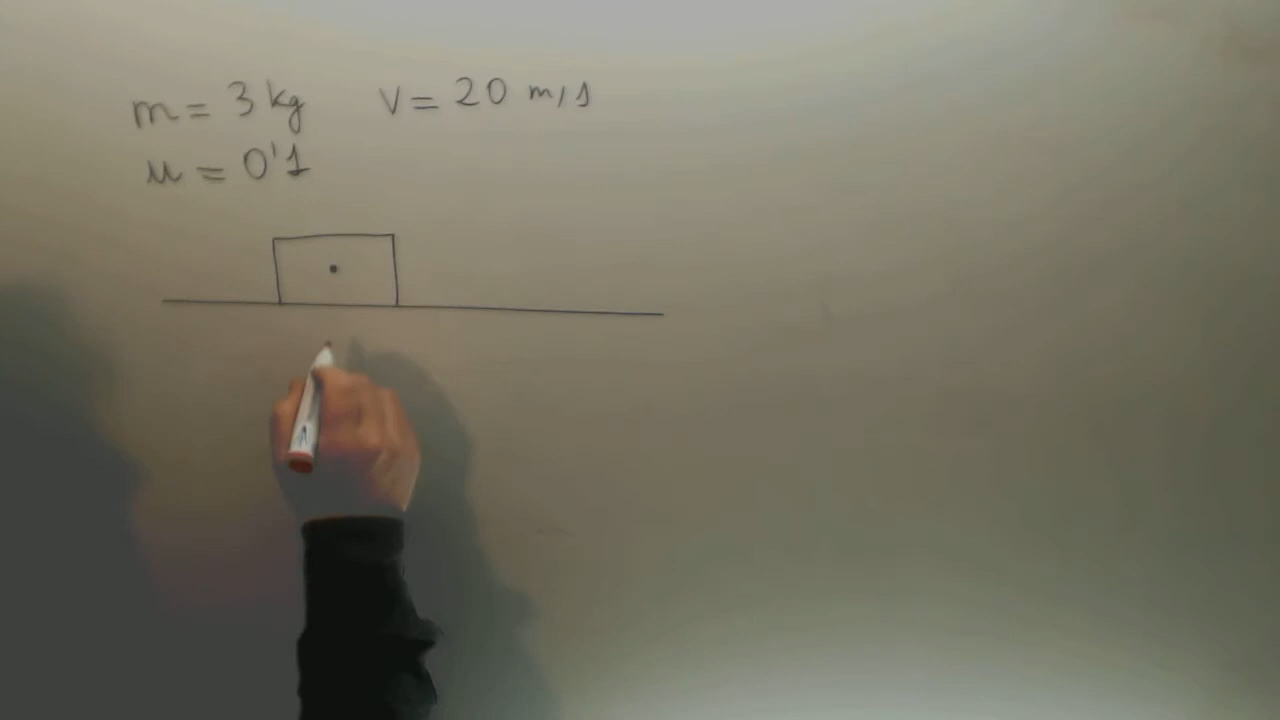 m = 3 kg v = 20 m/s
μ = 0'1